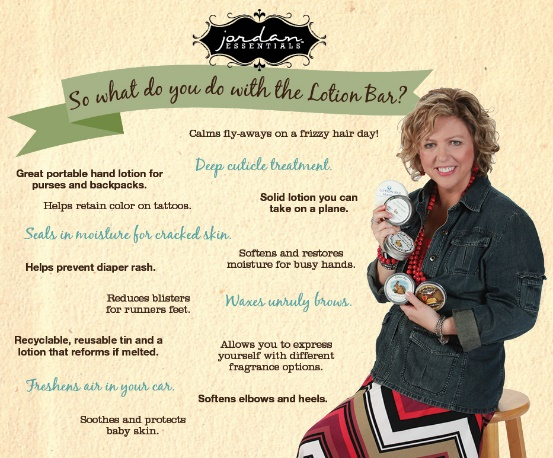 jordan
ESSENTIALS
So what do you do with the Lotion Bar?
Calms fly-aways on a frizzy hair day!
Deep cuticle treatment.
Great portable hand lotion for
purses and backpacks.
Solid lotion you can
take on a plane.
Helps retain color on tattoos.
Seals in moisture for cracked skin.
Softens and restores
moisture for busy hands.
Helps prevent diaper rash.
Reduces blisters
for runners feet.
Waxes unruly brows.
Recyclable, reusable tin and a
lotion that reforms if melted.
Allows you to express
yourself with different
fragrance options.
Freshens air in your car.
Softens elbows and heels.
Soothes and protects
baby skin.